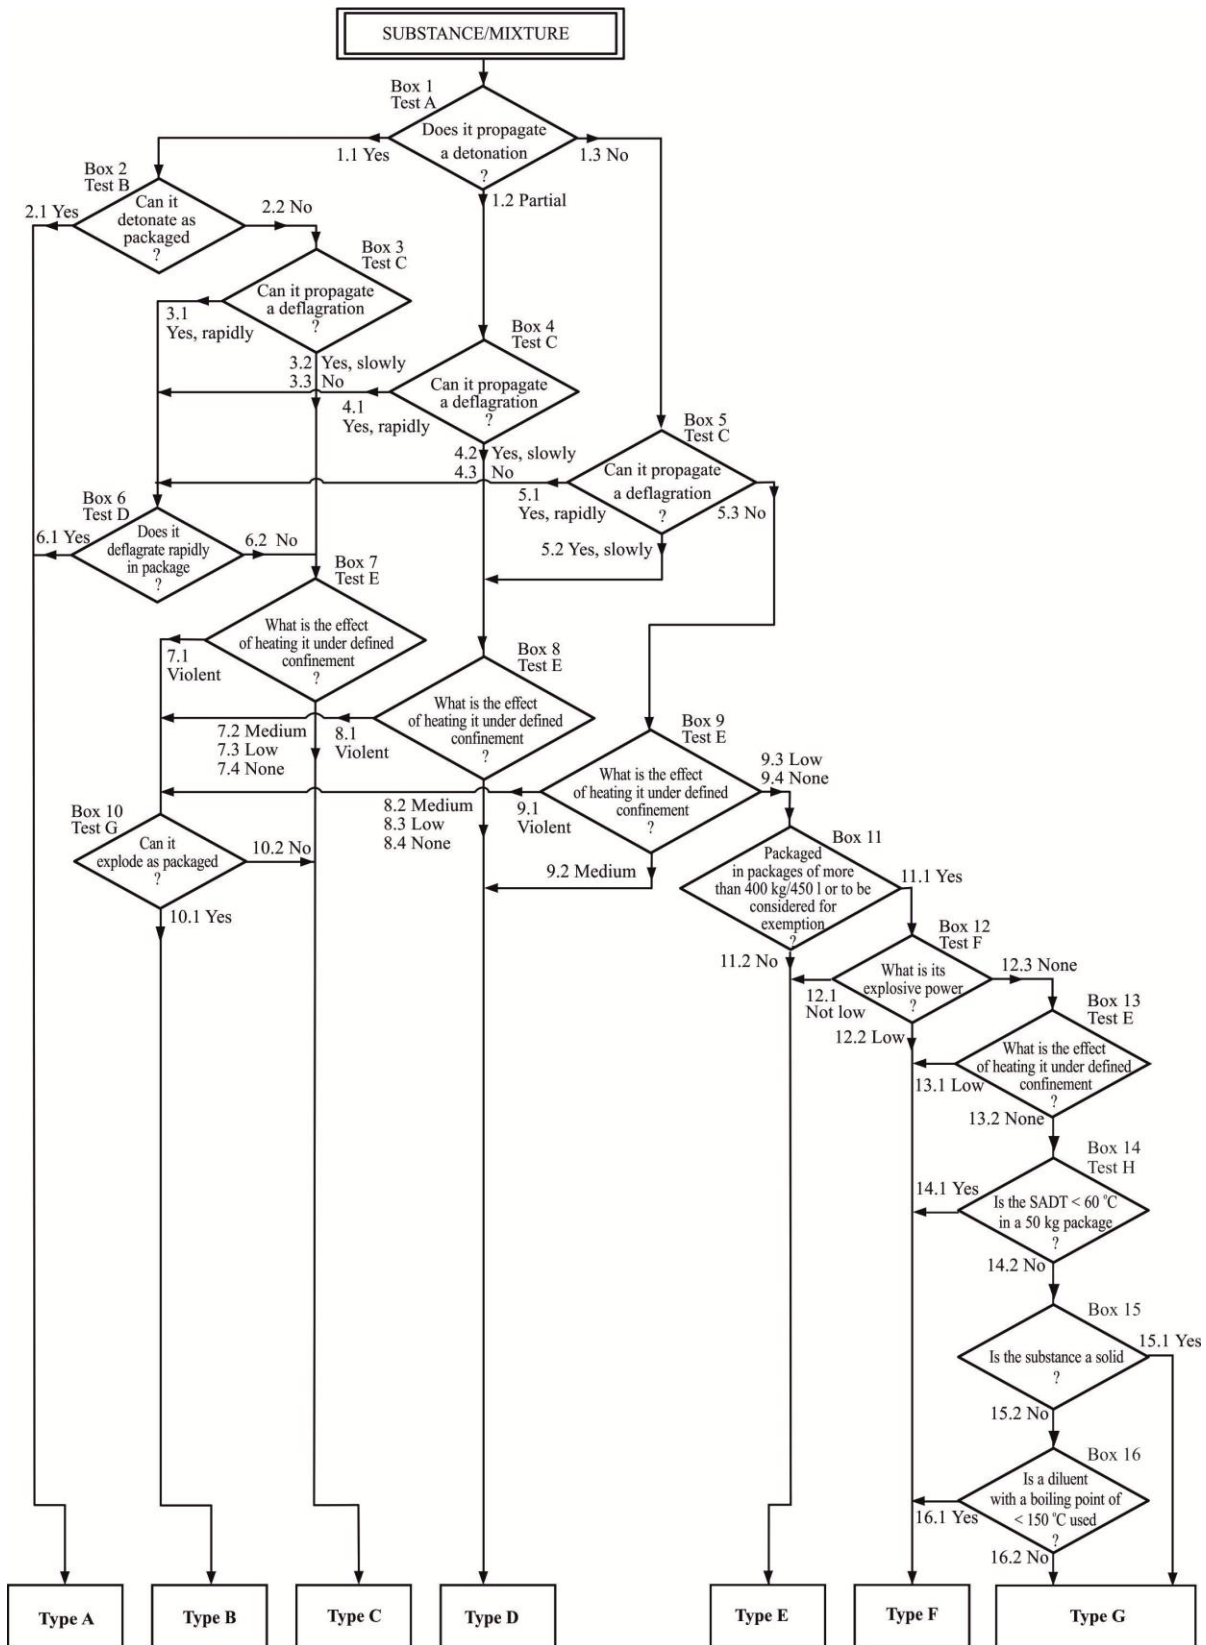 SUBSTANCE/MIXTURE
Box 1
Test A
Does it propagate
a detonation
?
1.1 Yes
1.3 No
1.2 Partial
Box 2
Test B
Can it
detonate as
packaged
?
2.1 Yes
2.2 No
Box 3
Test C
Can it propagate
a deflagration
?
3.1
Yes, rapidly
3.2 Yes, slowly
3.3 No
Box 4
Test C
Can it propagate
a deflagration
?
4.1
Yes, rapidly
4.2 Yes, slowly
4.3 No
Box 5
Test C
Can it propagate
a deflagration
?
5.1
Yes, rapidly
5.3 No
5.2 Yes, slowly
Box 6
Test D
Does it
deflagrate rapidly
in package
?
6.1 Yes
6.2 No
Box 7
Test E
What is the effect
of heating it under defined
confinement
?
7.1
Violent
7.2 Medium
7.3 Low
7.4 None
Box 8
Test E
What is the effect
of heating it under defined
confinement
?
8.1
Violent
8.2 Medium
8.3 Low
8.4 None
Box 9
Test E
What is the effect
of heating it under defined
confinement
?
9.1
Violent
9.3 Low
9.4 None
9.2 Medium
Box 10
Test G
Can it
explode as packaged
?
10.2 No
10.1 Yes
Box 11
Packaged
in packages of more
than 400 kg/450 l or to be
considered for
exemption
?
11.1 Yes
11.2 No
Box 12
Test F
What is its
explosive power
?
12.1
Not low
12.3 None
12.2 Low
Box 13
Test E
What is the effect
of heating it under defined
confinement
?
13.1 Low
13.2 None
Box 14
Test H
Is the SADT < 60 °C
in a 50 kg package
?
14.1 Yes
14.2 No
Box 15
Is the substance a solid
?
15.1 Yes
15.2 No
Box 16
Is a diluent
with a boiling point of
< 150 °C used
?
16.1 Yes
16.2 No
Type A
Type B
Type C
Type D
Type E
Type F
Type G